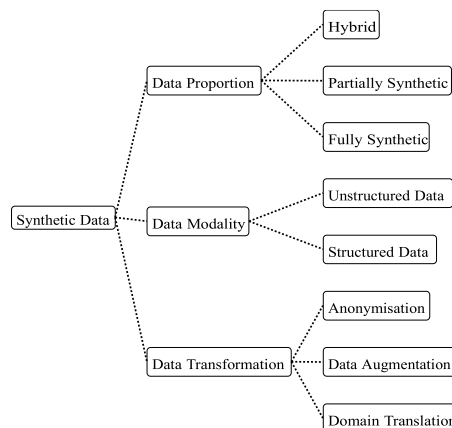 Hybrid
Data Proportion
Partially Synthetic
Fully Synthetic
Synthetic Data
Unstructured Data
Data Modality
Structured Data
Anonymisation
Data Transformation
Data Augmentation
Domain Translation